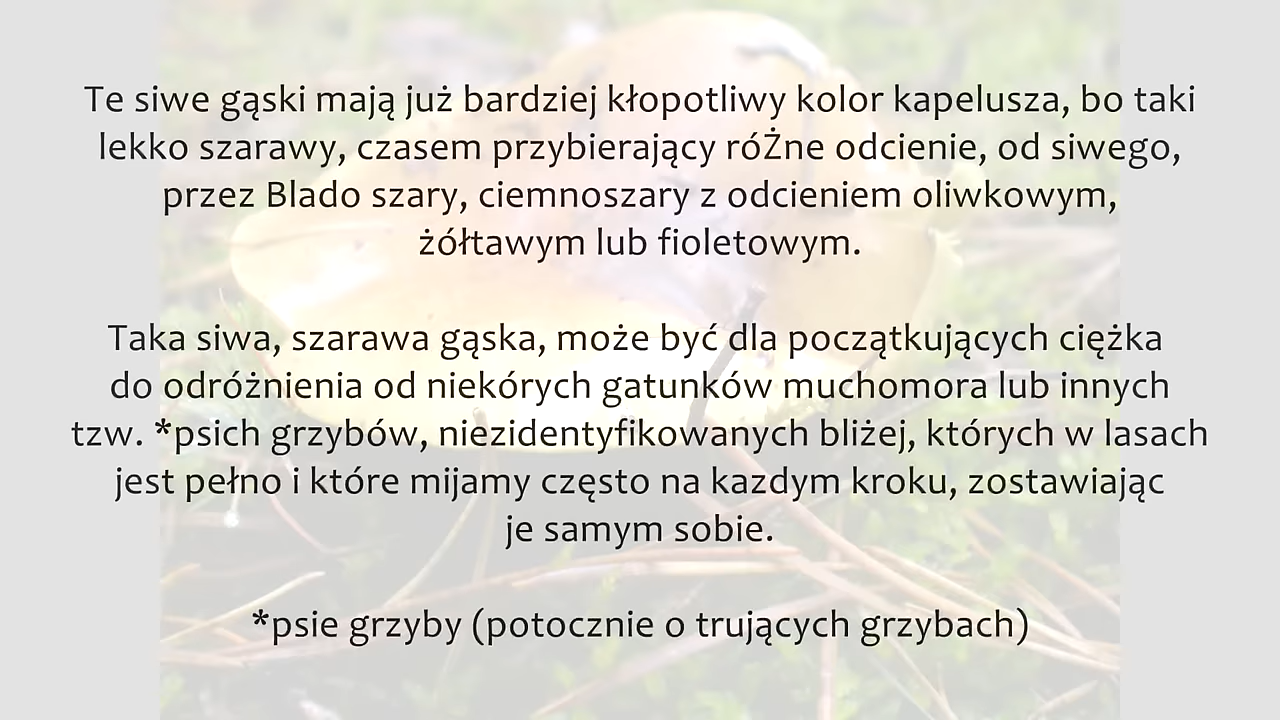 Te siwe gąski mają już bardziej kłopotliwy kolor kapelusza, bo taki
lekko szarawy, czasem przybierający róŻne odcienie, od siwego,
przez Blado szary, ciemnoszary z odcieniem oliwkowym,
żółtawym lub fioletowym.
Taka siwa, szarawa gąska, może być dla początkujących ciężka
do odróżnienia od niekórych gatunków muchomora lub innych
tzw. *psich grzybów, niezidentyfikowanych bliżej, których w lasach
jest pełno i które mijamy często na kazdym kroku, zostawiając
je samym sobie.
*psie grzyby (potocznie o trujących grzybach)